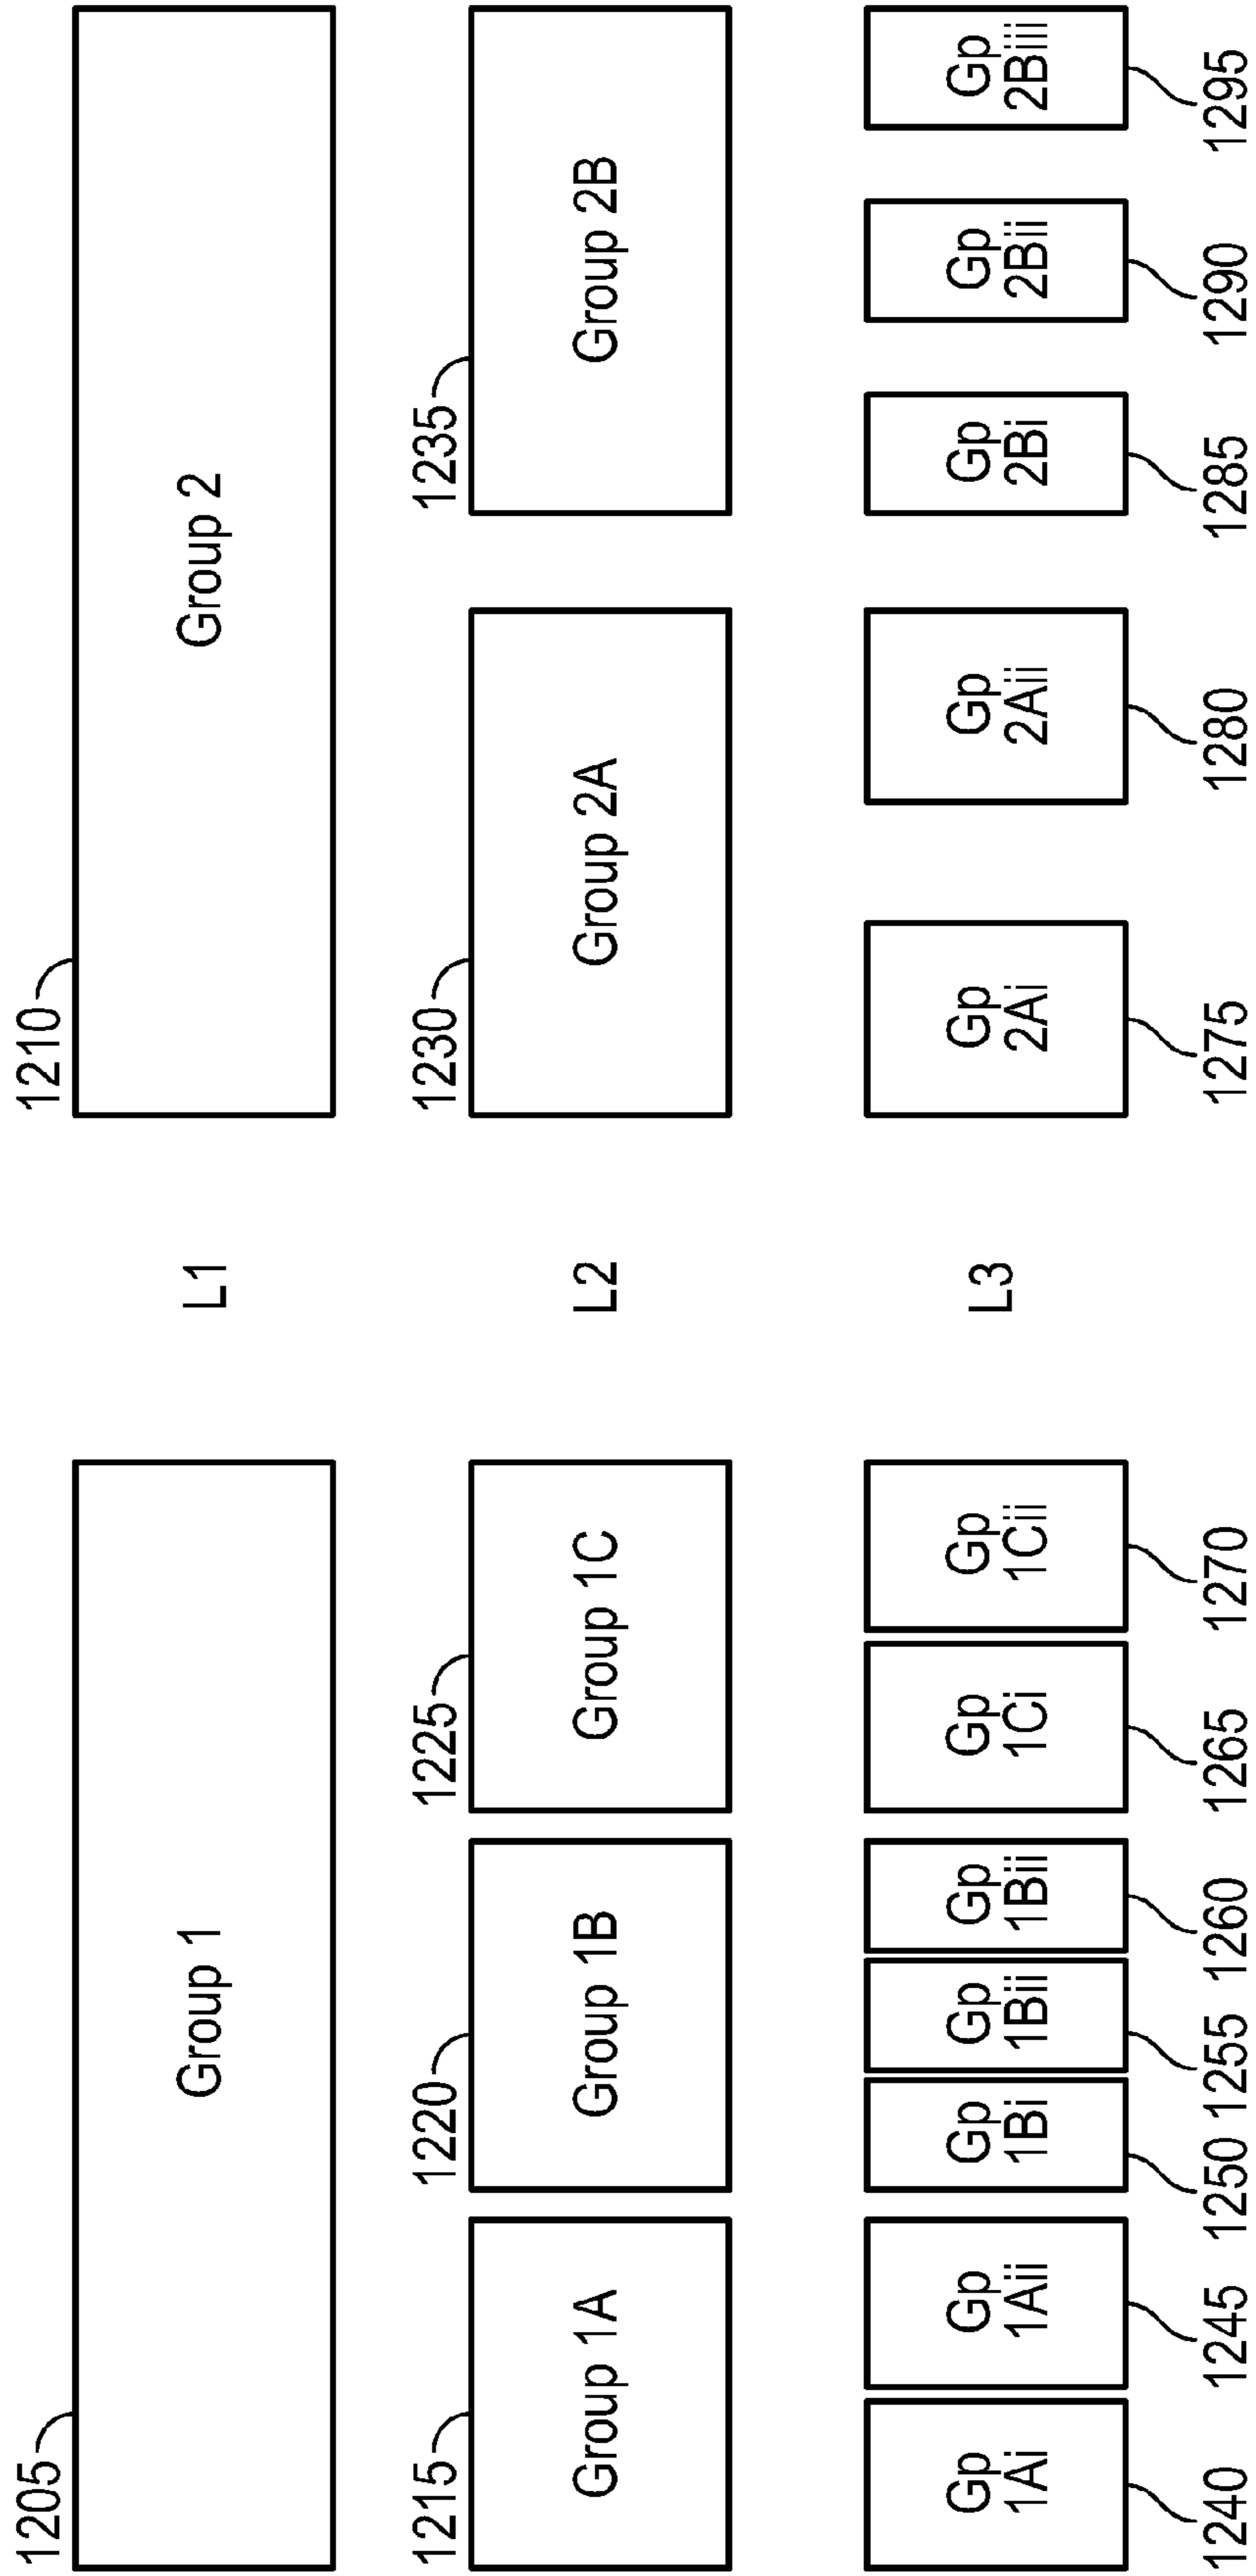 1205
1210
Group 1
L1
Group 2
1215
1220
1225
1230
1235
Group 1A
Group 1B
Group 1C
L2
Group 2A
Group 2B
Gp
1Ai
Gp
1Aii
Gp
1Bi
Gp
1Bii
Gp
1Bii
Gp
1Ci
Gp
1Cii
L3
Gp
2Ai
Gp
2Aii
Gp
2Bi
Gp
2Bii
Gp
2Biii
1240
1245
1250
1255
1260
1265
1270
1275
1280
1285
1290
1295